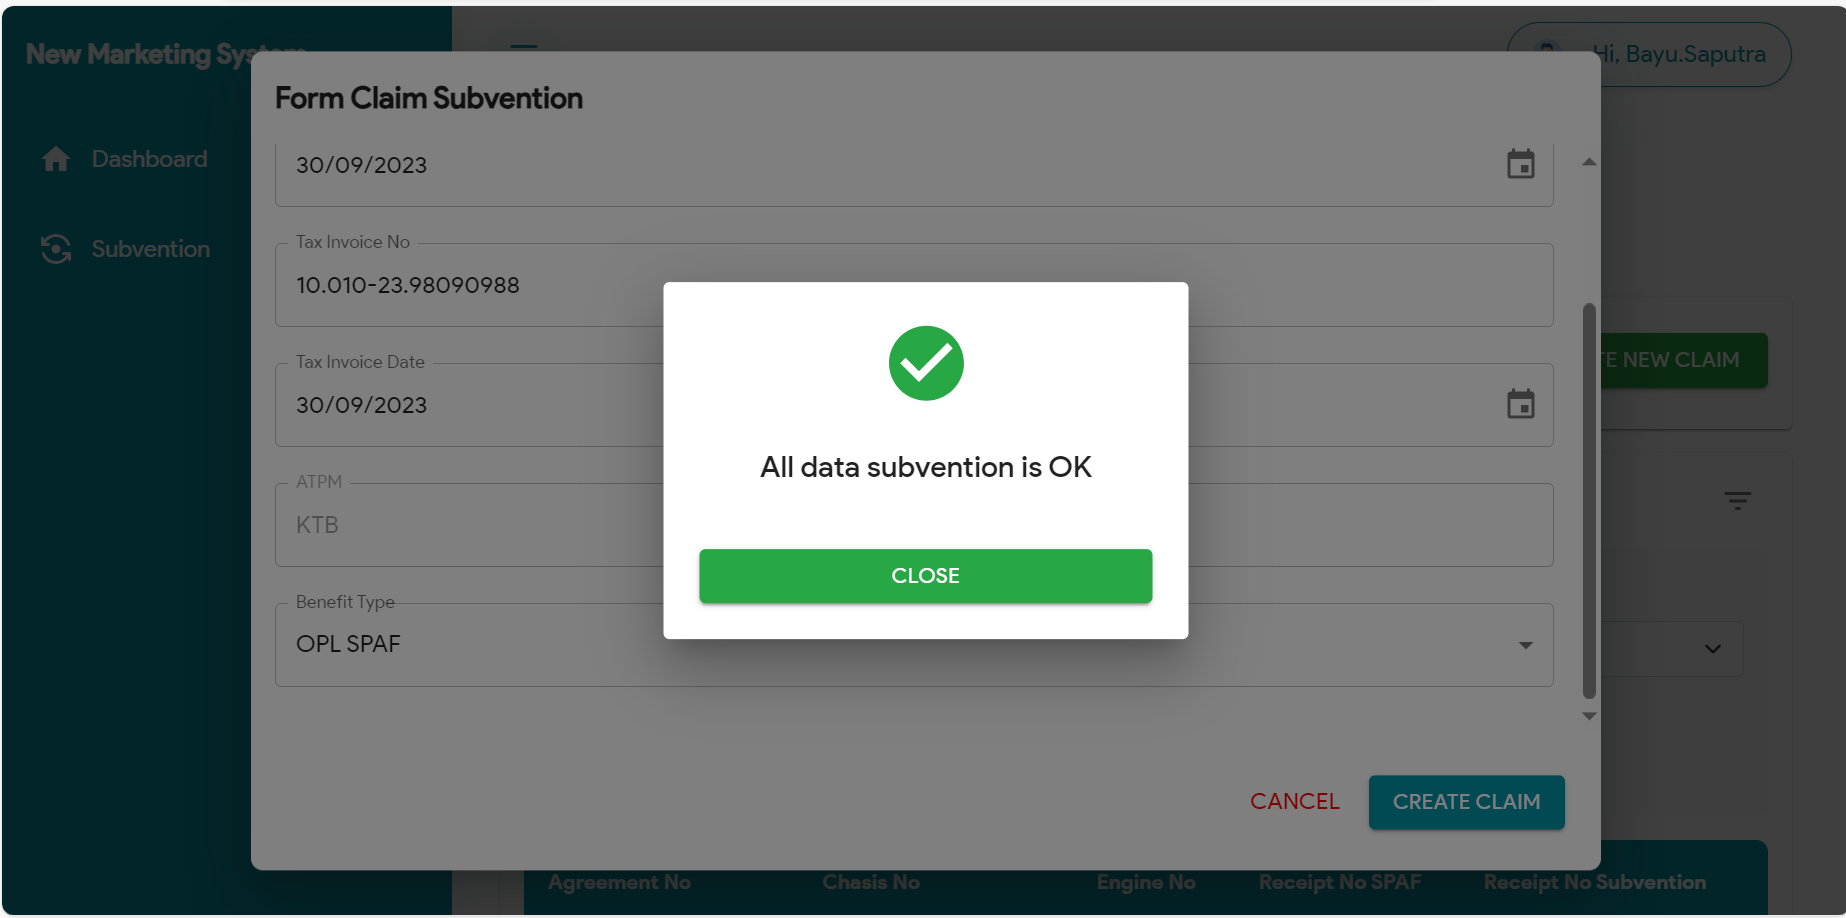 New Marketing System
Hi, Bayu.Saputra
Dashboard
Subvention
Form Claim Subvention
30/09/2023
Tax Invoice No
10.010-23.98090988
Tax Invoice Date
30/09/2023
ATPM
KTB
Benefit Type
OPL SPAF
All data subvention is OK
CLOSE
NEW CLAIM
CANCEL
CREATE CLAIM
Agreement No
Chasis No
Engine No
Receipt No SPAF
Receipt No Subvention